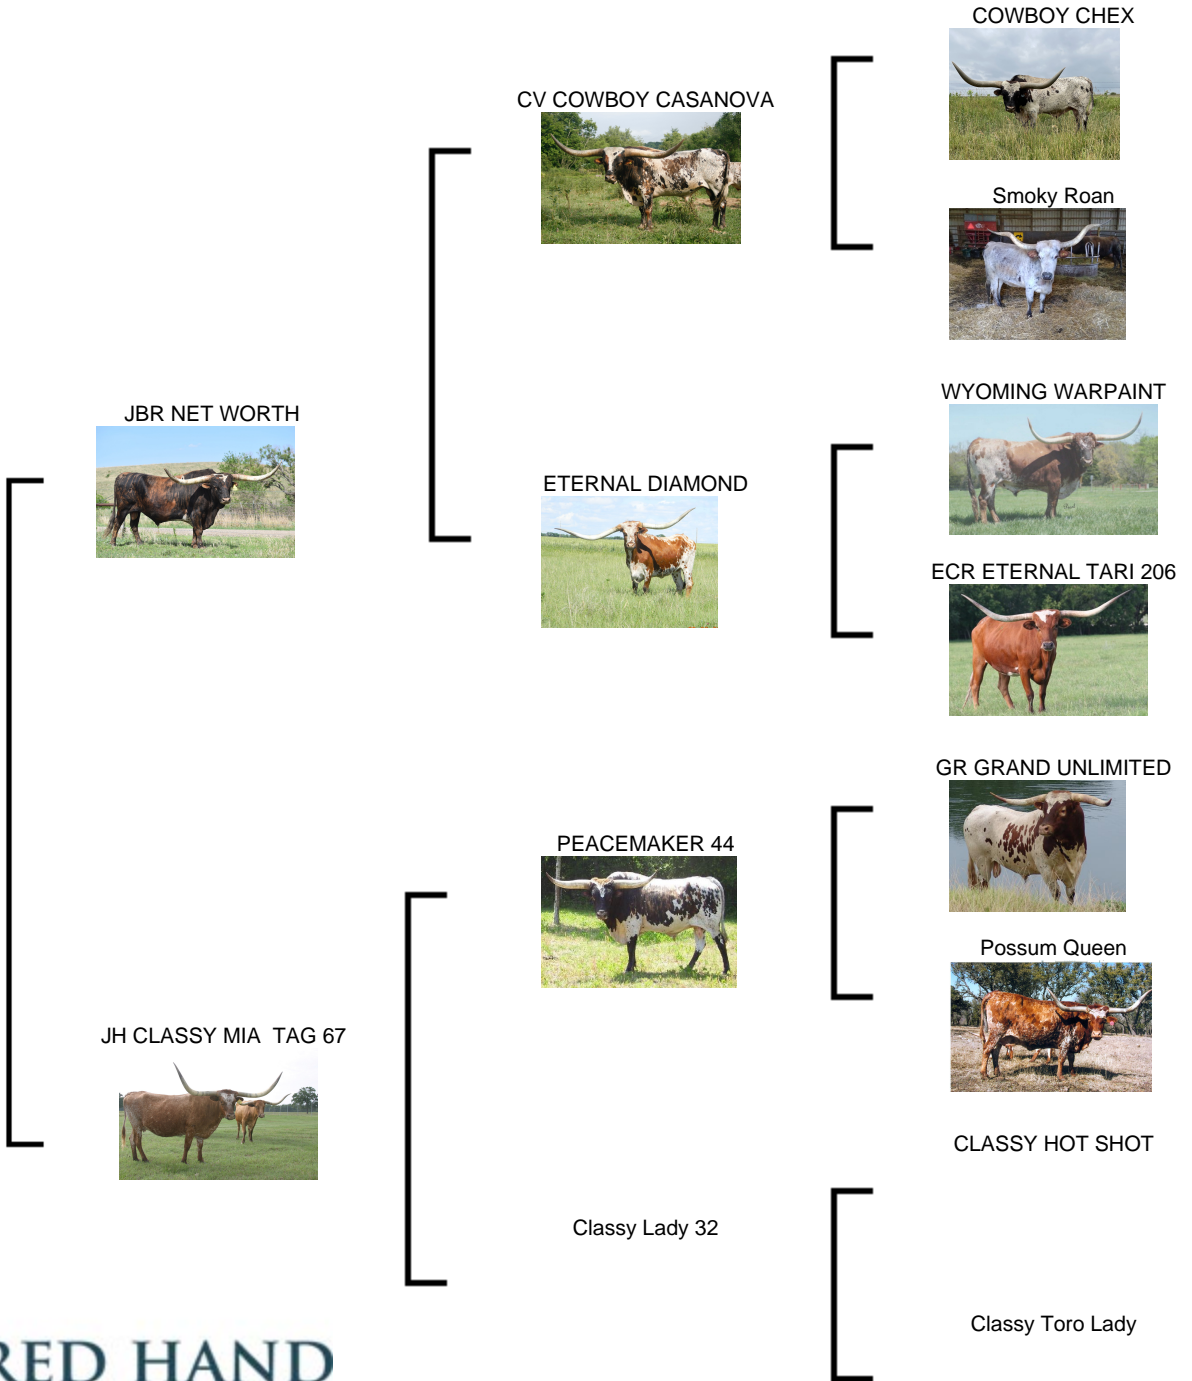 COWBOY CHEX
CV COWBOY CASANOVA
Smoky Roan
JBR NET WORTH
WYOMING WARPAINT
ETERNAL DIAMOND
ECR ETERNAL TARI 206
GR GRAND UNLIMITED
PEACEMAKER 44
Possum Queen
JH CLASSY MIA  TAG 67
CLASSY HOT SHOT
Classy Lady 32
Classy Toro Lady
RED HAND